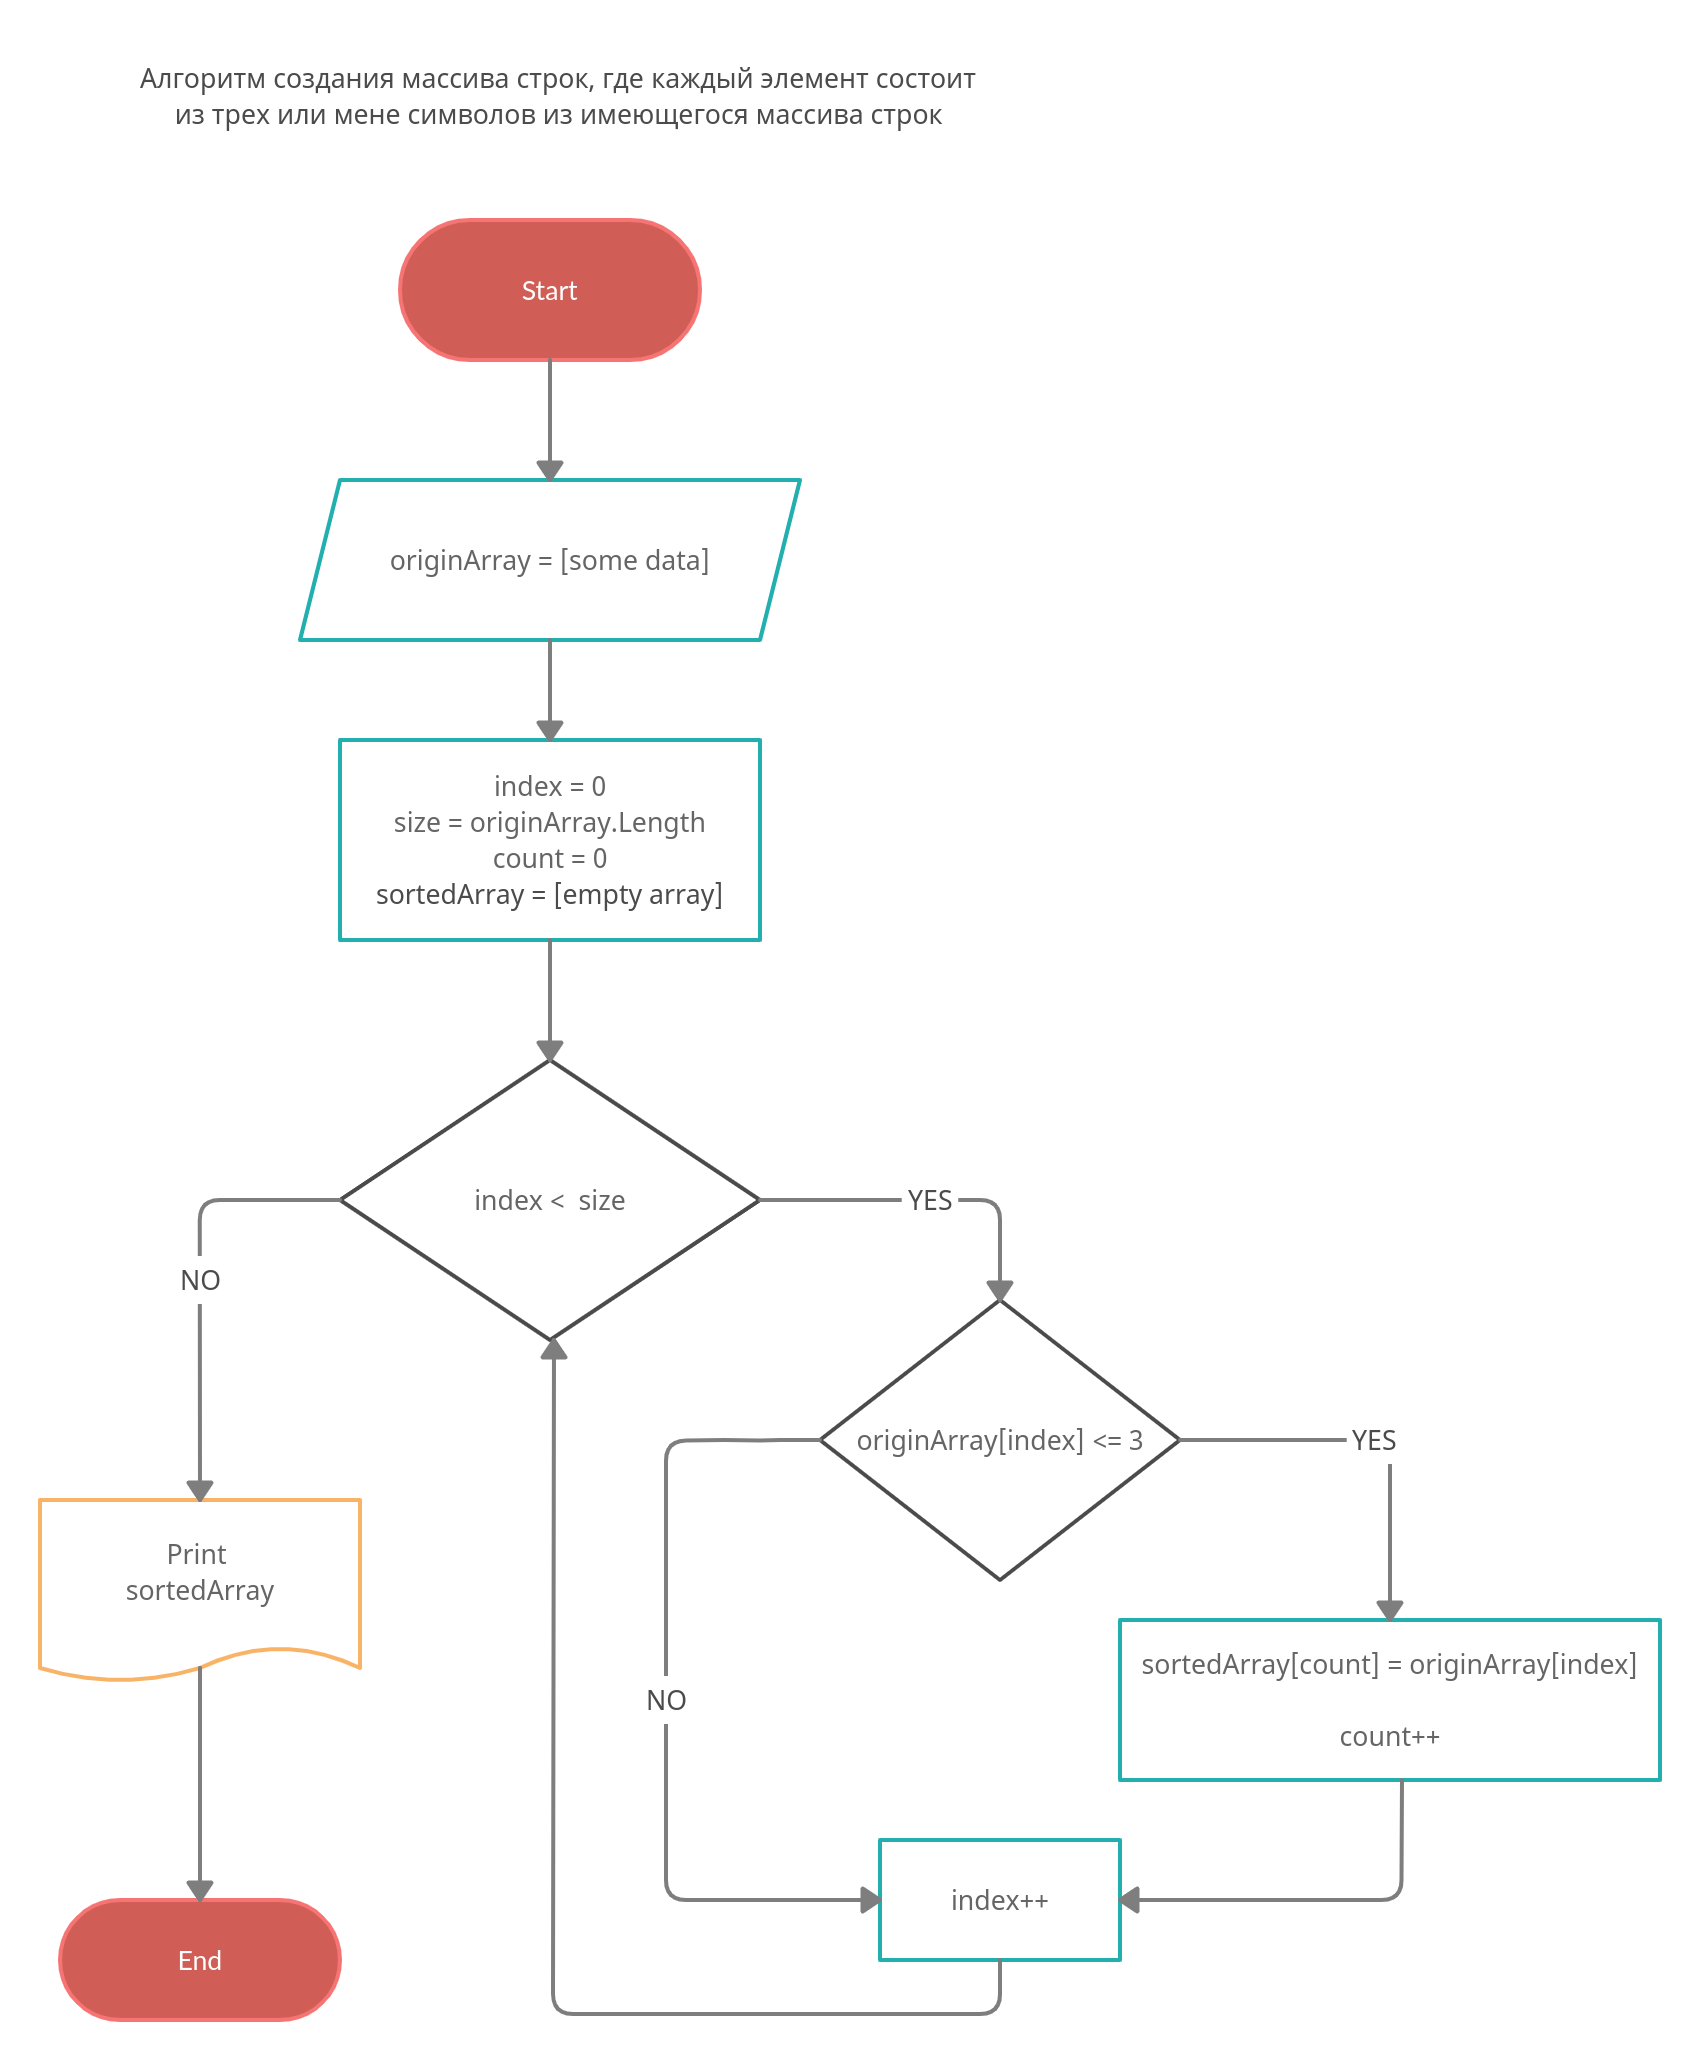 Алгоритм создания массива строк, где каждый элемент состоит
из трех или мене символов из имеющегося массива строк
Start
originArray = [some data]
index = 0
size = originArray.Length
count = 0
sortedArray = [empty array]
index <  size
YES
NO
originArray[index] <= 3
YES
Print
sortedArray
sortedArray[count] = originArray[index]
NO
count++
index++
End